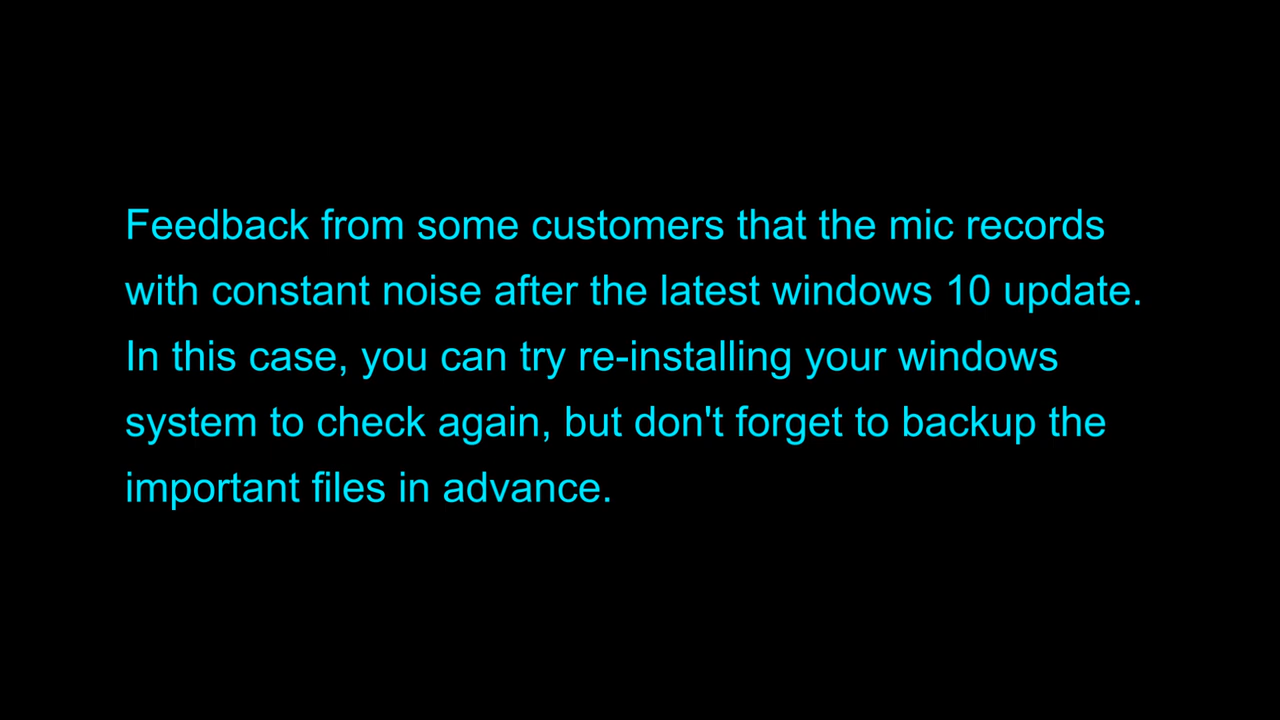 Feedback from some customers that the mic records
with constant noise after the latest windows 10 update.
In this case, you can try re-installing your windows
system to check again, but don't forget to backup the
important files in advance.